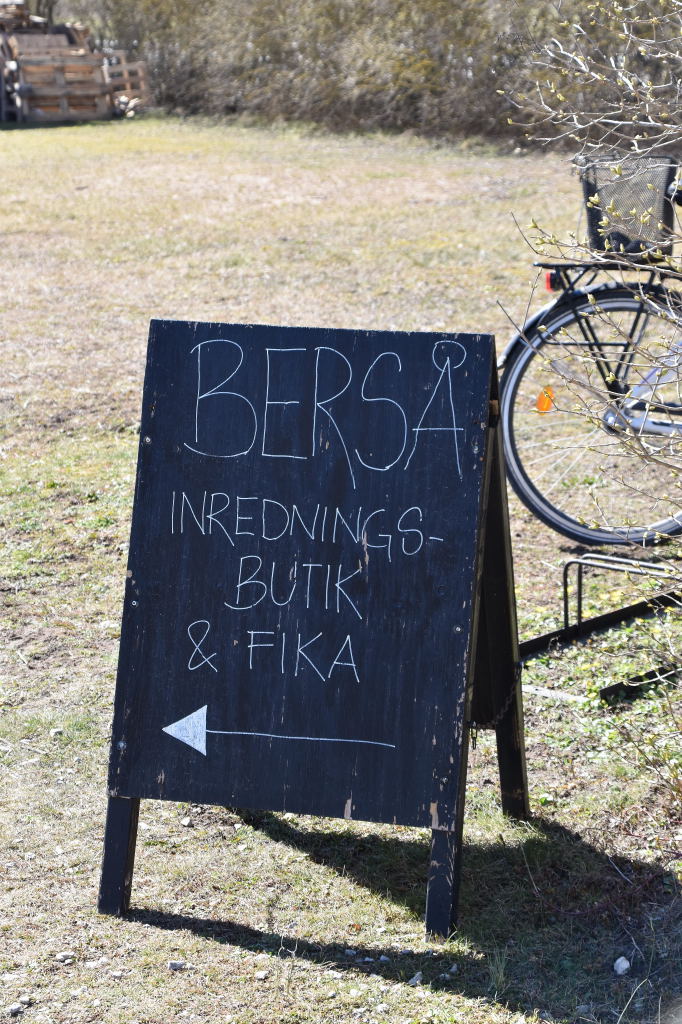 BERSÅ
INREDNINGS-
BUTIK
& FIKA